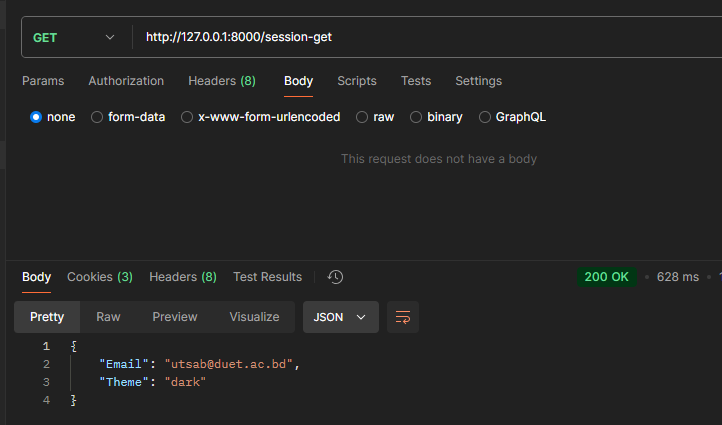 GET http://127.0.0.1:8000/session-get
Params Authorization Headers (8) Body Scripts Tests Settings
none form-data x-www-form-urlencoded raw binary GraphQL
This request does not have a body
Body Cookies (3) Headers (8) Test Results 200 OK • 628 ms •
Pretty Raw Preview Visualize JSON
1 {
2 "Email": "utsab@duet.ac.bd",
3 "Theme": "dark"
4 }